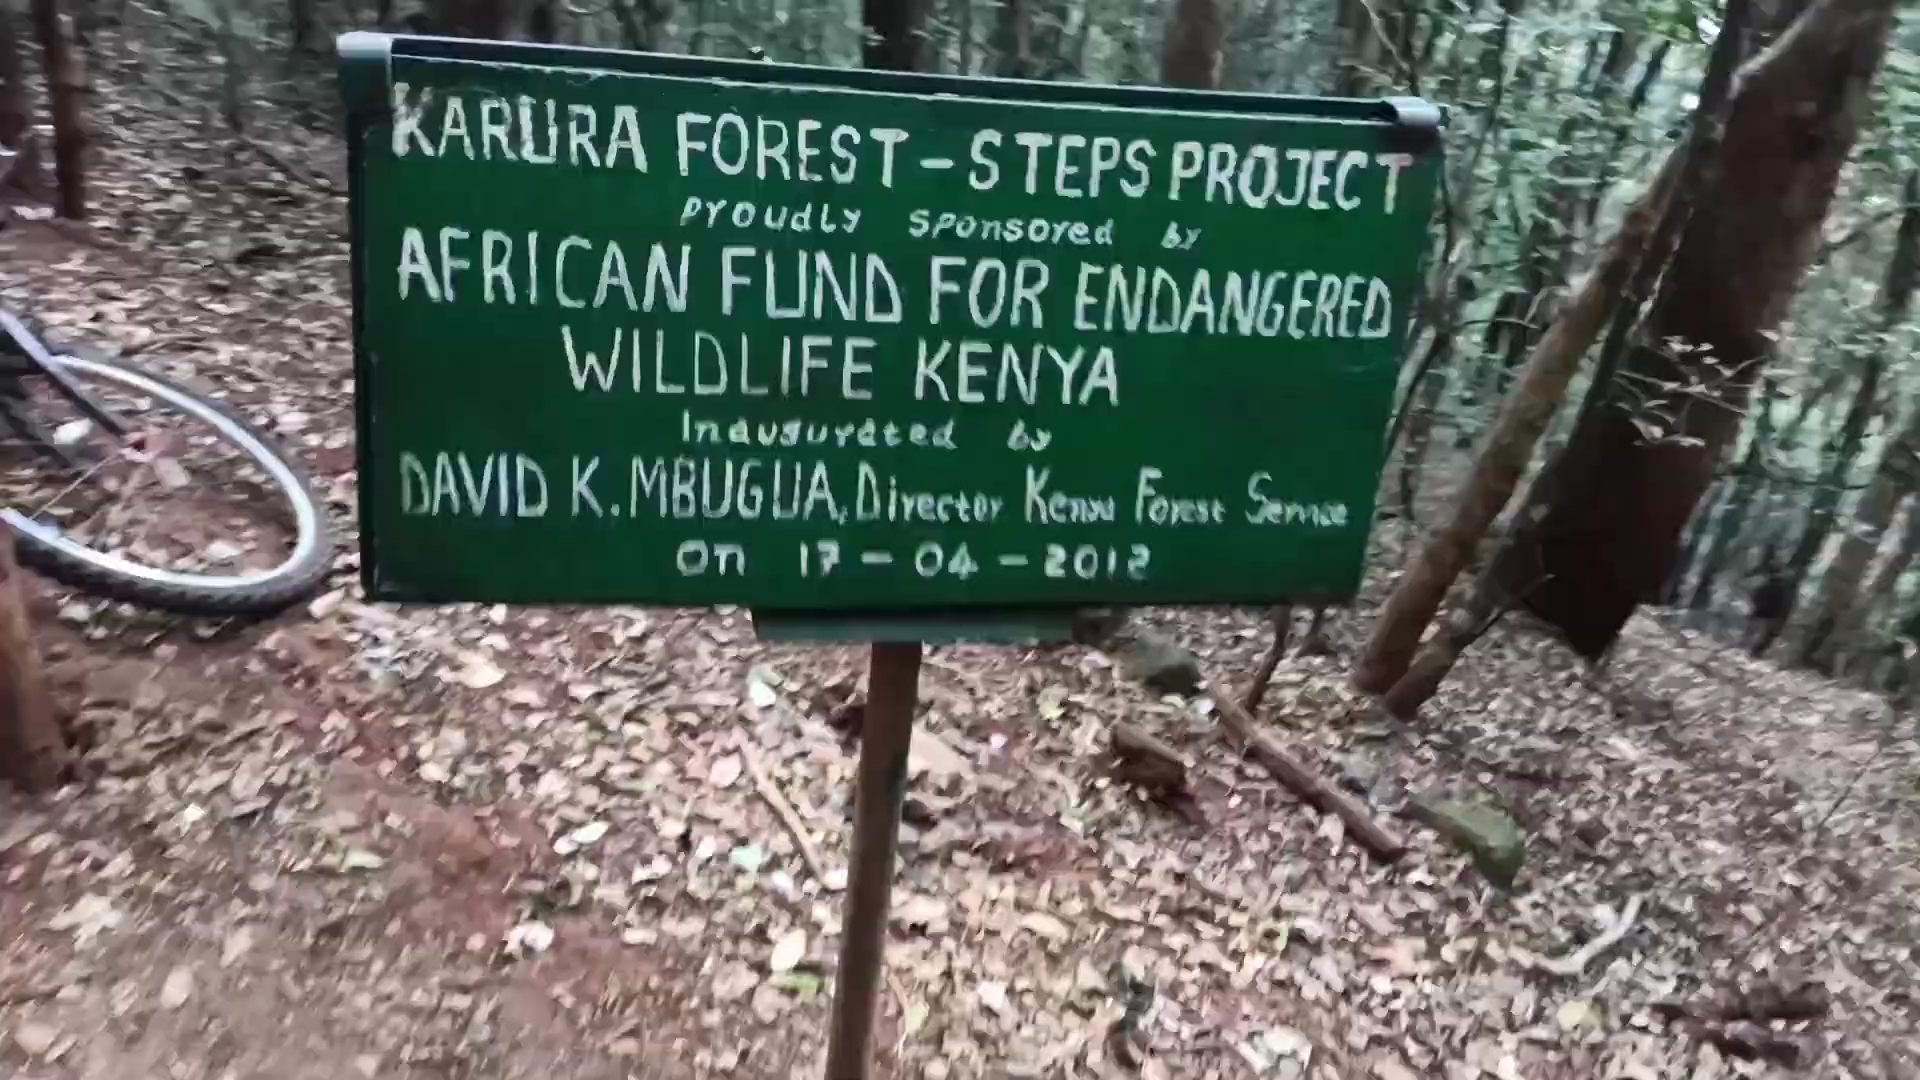 KARURA FOREST-STEPS PROJECT
Proudly Sponsored by
AFRICAN FUND FOR ENDANGERED
WILDLIFE KENYA
Inaugurated by
DAVID K. MBUGUA, Director Kenya Forest Service
on 17-04-2012